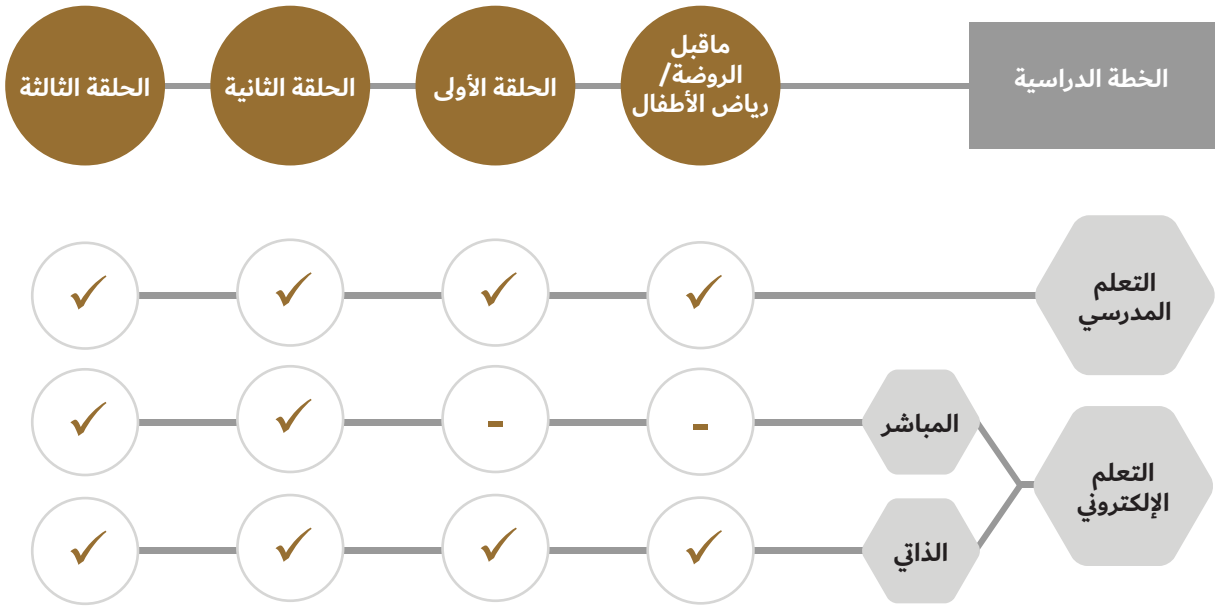 الخطة الدراسية
ماقبل
الروضة/
رياض الأطفال
الحلقة الأولى
الحلقة الثانية
الحلقة الثالثة
التعلم
المدرسي
✓
✓
✓
✓
التعلم
الإلكتروني
المباشر
-
-
✓
✓
الذاتي
✓
✓
✓
✓